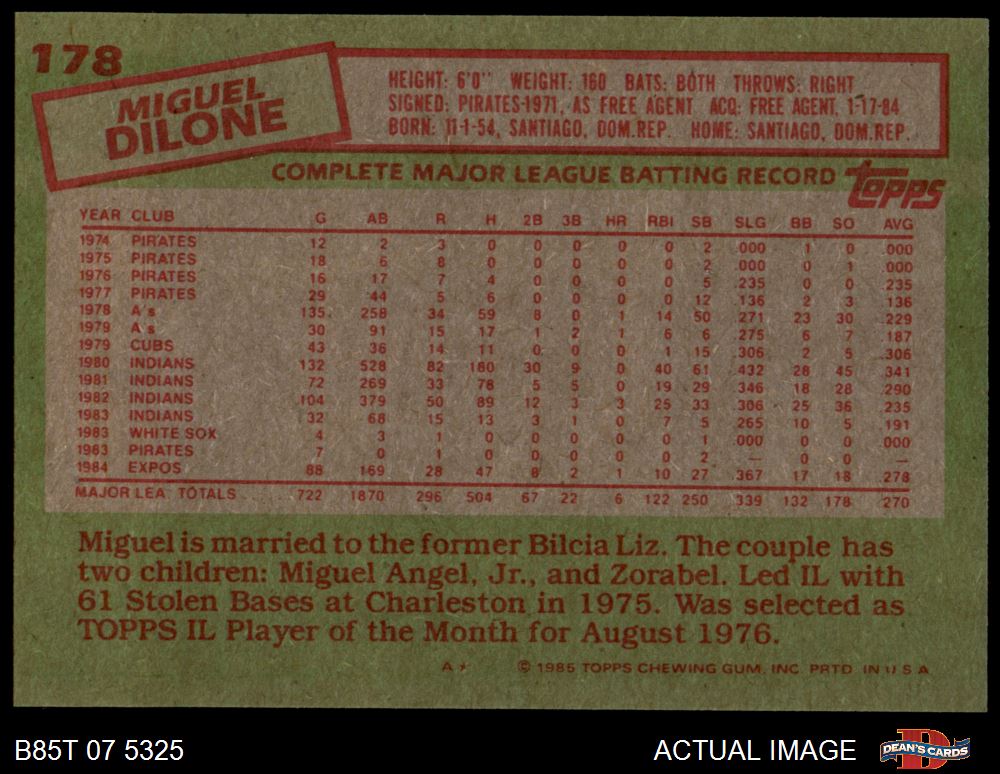 178
MIGUEL
DILONE
HEIGHT: 6'0" WEIGHT: 160 BATS: BOTH THROWS: RIGHT
SIGNED: PIRATES-1971, AS FREE AGENT ACQ: FREE AGENT, 1-17-84
BORN: 11-1-54, SANTIAGO, DOM.REP. HOME: SANTIAGO, DOM.REP.
COMPLETE MAJOR LEAGUE BATTING RECORD topps
YEAR CLUB G AB R H 2B 3B HR RBI SB SLG BB SO AVG
1974 PIRATES 12 2 3 0 0 0 0 0 2 .000 1 0 .000
1975 PIRATES 18 6 8 0 0 0 0 0 2 .000 0 1 .000
1976 PIRATES 16 17 7 4 0 0 0 0 5 .235 0 0 .235
1977 PIRATES 29 44 5 6 0 0 0 0 12 .136 2 3 .136
1978 A's 135 258 34 59 8 0 1 14 50 .271 23 30 .229
1979 A's 30 91 15 17 1 2 1 6 6 .275 6 7 .187
1979 CUBS 43 36 14 11 0 0 0 1 15 .306 2 5 .306
1980 INDIANS 132 528 82 180 30 9 0 40 61 .432 28 45 .341
1981 INDIANS 72 269 33 78 5 5 0 19 29 .346 18 28 .290
1982 INDIANS 104 379 50 89 12 3 3 25 33 .306 25 36 .235
1983 INDIANS 32 68 15 13 3 1 0 7 5 .265 10 5 .191
1983 WHITE SOX 4 3 1 0 0 0 0 0 1 .000 0 0 .000
1983 PIRATES 7 0 1 0 0 0 0 0 2 — 0 0 —
1984 EXPOS 88 169 28 47 8 2 1 10 27 .367 17 18 .278
MAJOR LEA. TOTALS 722 1870 296 504 67 22 6 122 250 .339 132 178 .270
Miguel is married to the former Bilcia Liz. The couple has
two children: Miguel Angel, Jr., and Zorabel. Led IL with
61 Stolen Bases at Charleston in 1975. Was selected as
TOPPS IL Player of the Month for August 1976.
A* © 1985 TOPPS CHEWING GUM, INC. PRTD. IN U.S.A.
B85T 07 5325 ACTUAL IMAGE DEAN'S CARDS